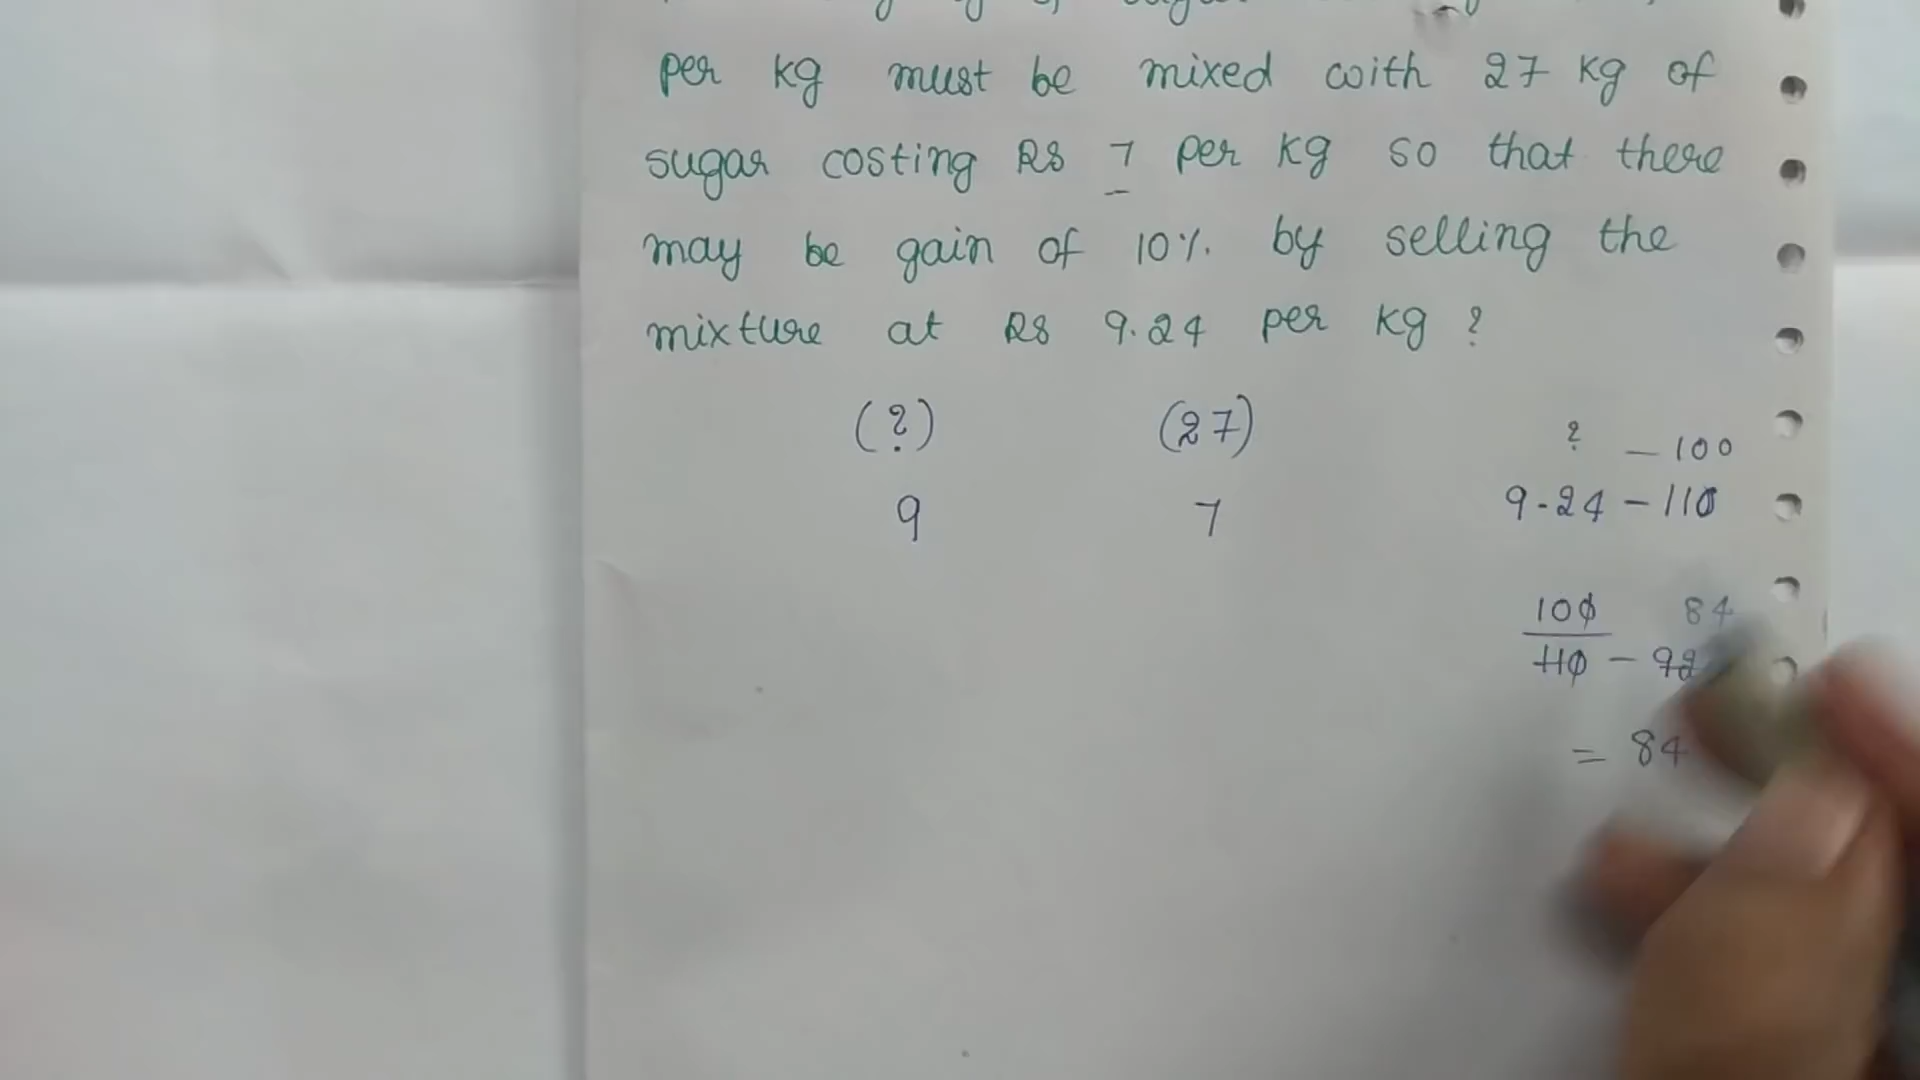 per kg must be mixed with 27 kg of
sugar costing Rs 7 per kg so that there
may be gain of 10% by selling the
mixture at Rs 9.24 per kg ?
(?) (27)
9 7
? — 100
9.24 — 110
100 84
110 —
= 84